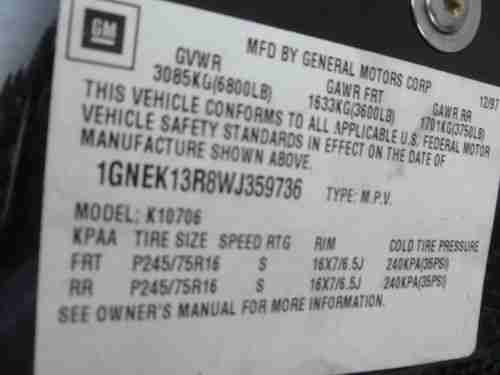 GM
MFD BY GENERAL MOTORS CORP 12/97
GVWR GAWR FRT GAWR RR
3085KG(6800LB) 1633KG(3600LB) 1701KG(3750LB)
THIS VEHICLE CONFORMS TO ALL APPLICABLE U.S. FEDERAL MOTOR
VEHICLE SAFETY STANDARDS IN EFFECT ON THE DATE OF
MANUFACTURE SHOWN ABOVE.
1GNEK13R8WJ359736 TYPE: M.P.V.
MODEL: K10706
KPAA TIRE SIZE SPEED RTG RIM COLD TIRE PRESSURE
FRT P245/75R16 S 16X7/6.5J 240KPA(35PSI)
RR P245/75R16 S 16X7/6.5J 240KPA(35PSI)
SEE OWNER'S MANUAL FOR MORE INFORMATION.